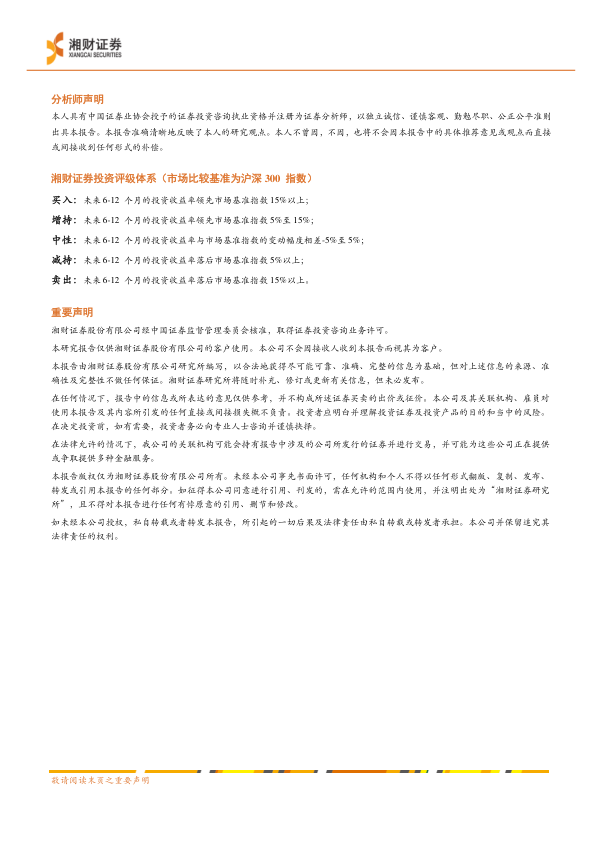 湘财证券
XIANGCAI SECURITIES
分析师声明
本人具有中国证券业协会授予的证券投资咨询执业资格并注册为证券分析师，以独立诚信、谨慎客观、勤勉尽职、公正公平准则
出具本报告。本报告准确清晰地反映了本人的研究观点。本人不曾因，不因，也将不会因本报告中的具体推荐意见或观点而直接
或间接收到任何形式的补偿。
湘财证券投资评级体系（市场比较基准为沪深 300 指数）
买入：未来 6-12 个月的投资收益率领先市场基准指数 15%以上；
增持：未来 6-12 个月的投资收益率领先市场基准指数 5%至 15%；
中性：未来 6-12 个月的投资收益率与市场基准指数的变动幅度相差-5%至 5%；
减持：未来 6-12 个月的投资收益率落后市场基准指数 5%以上；
卖出：未来 6-12 个月的投资收益率落后市场基准指数 15%以上。
重要声明
湘财证券股份有限公司经中国证券监督管理委员会核准，取得证券投资咨询业务许可。
本研究报告仅供湘财证券股份有限公司的客户使用。本公司不会因接收人收到本报告而视其为客户。
本报告由湘财证券股份有限公司研究所编写，以合法地获得尽可能可靠、准确、完整的信息为基础，但对上述信息的来源、准
确性及完整性不做任何保证。湘财证券研究所将随时补充、修订或更新有关信息，但未必发布。
在任何情况下，报告中的信息或所表达的意见仅供参考，并不构成所述证券买卖的出价或征价。本公司及其关联机构、雇员对
使用本报告及其内容所引发的任何直接或间接损失概不负责。投资者应明白并理解投资证券及投资产品的目的和当中的风险。
在决定投资前，如有需要，投资者务必向专业人士咨询并谨慎抉择。
在法律允许的情况下，我公司的关联机构可能会持有报告中涉及的公司所发行的证券并进行交易，并可能为这些公司正在提供
或争取提供多种金融服务。
本报告版权仅为湘财证券股份有限公司所有。未经本公司事先书面许可，任何机构和个人不得以任何形式翻版、复制、发布、
转发或引用本报告的任何部分。如征得本公司同意进行引用、刊发的，需在允许的范围内使用，并注明出处为“湘财证券研究
所”，且不得对本报告进行任何有悖原意的引用、删节和修改。
如未经本公司授权，私自转载或者转发本报告，所引起的一切后果及法律责任由私自转载或转发者承担。本公司并保留追究其
法律责任的权利。
敬请阅读末页之重要声明